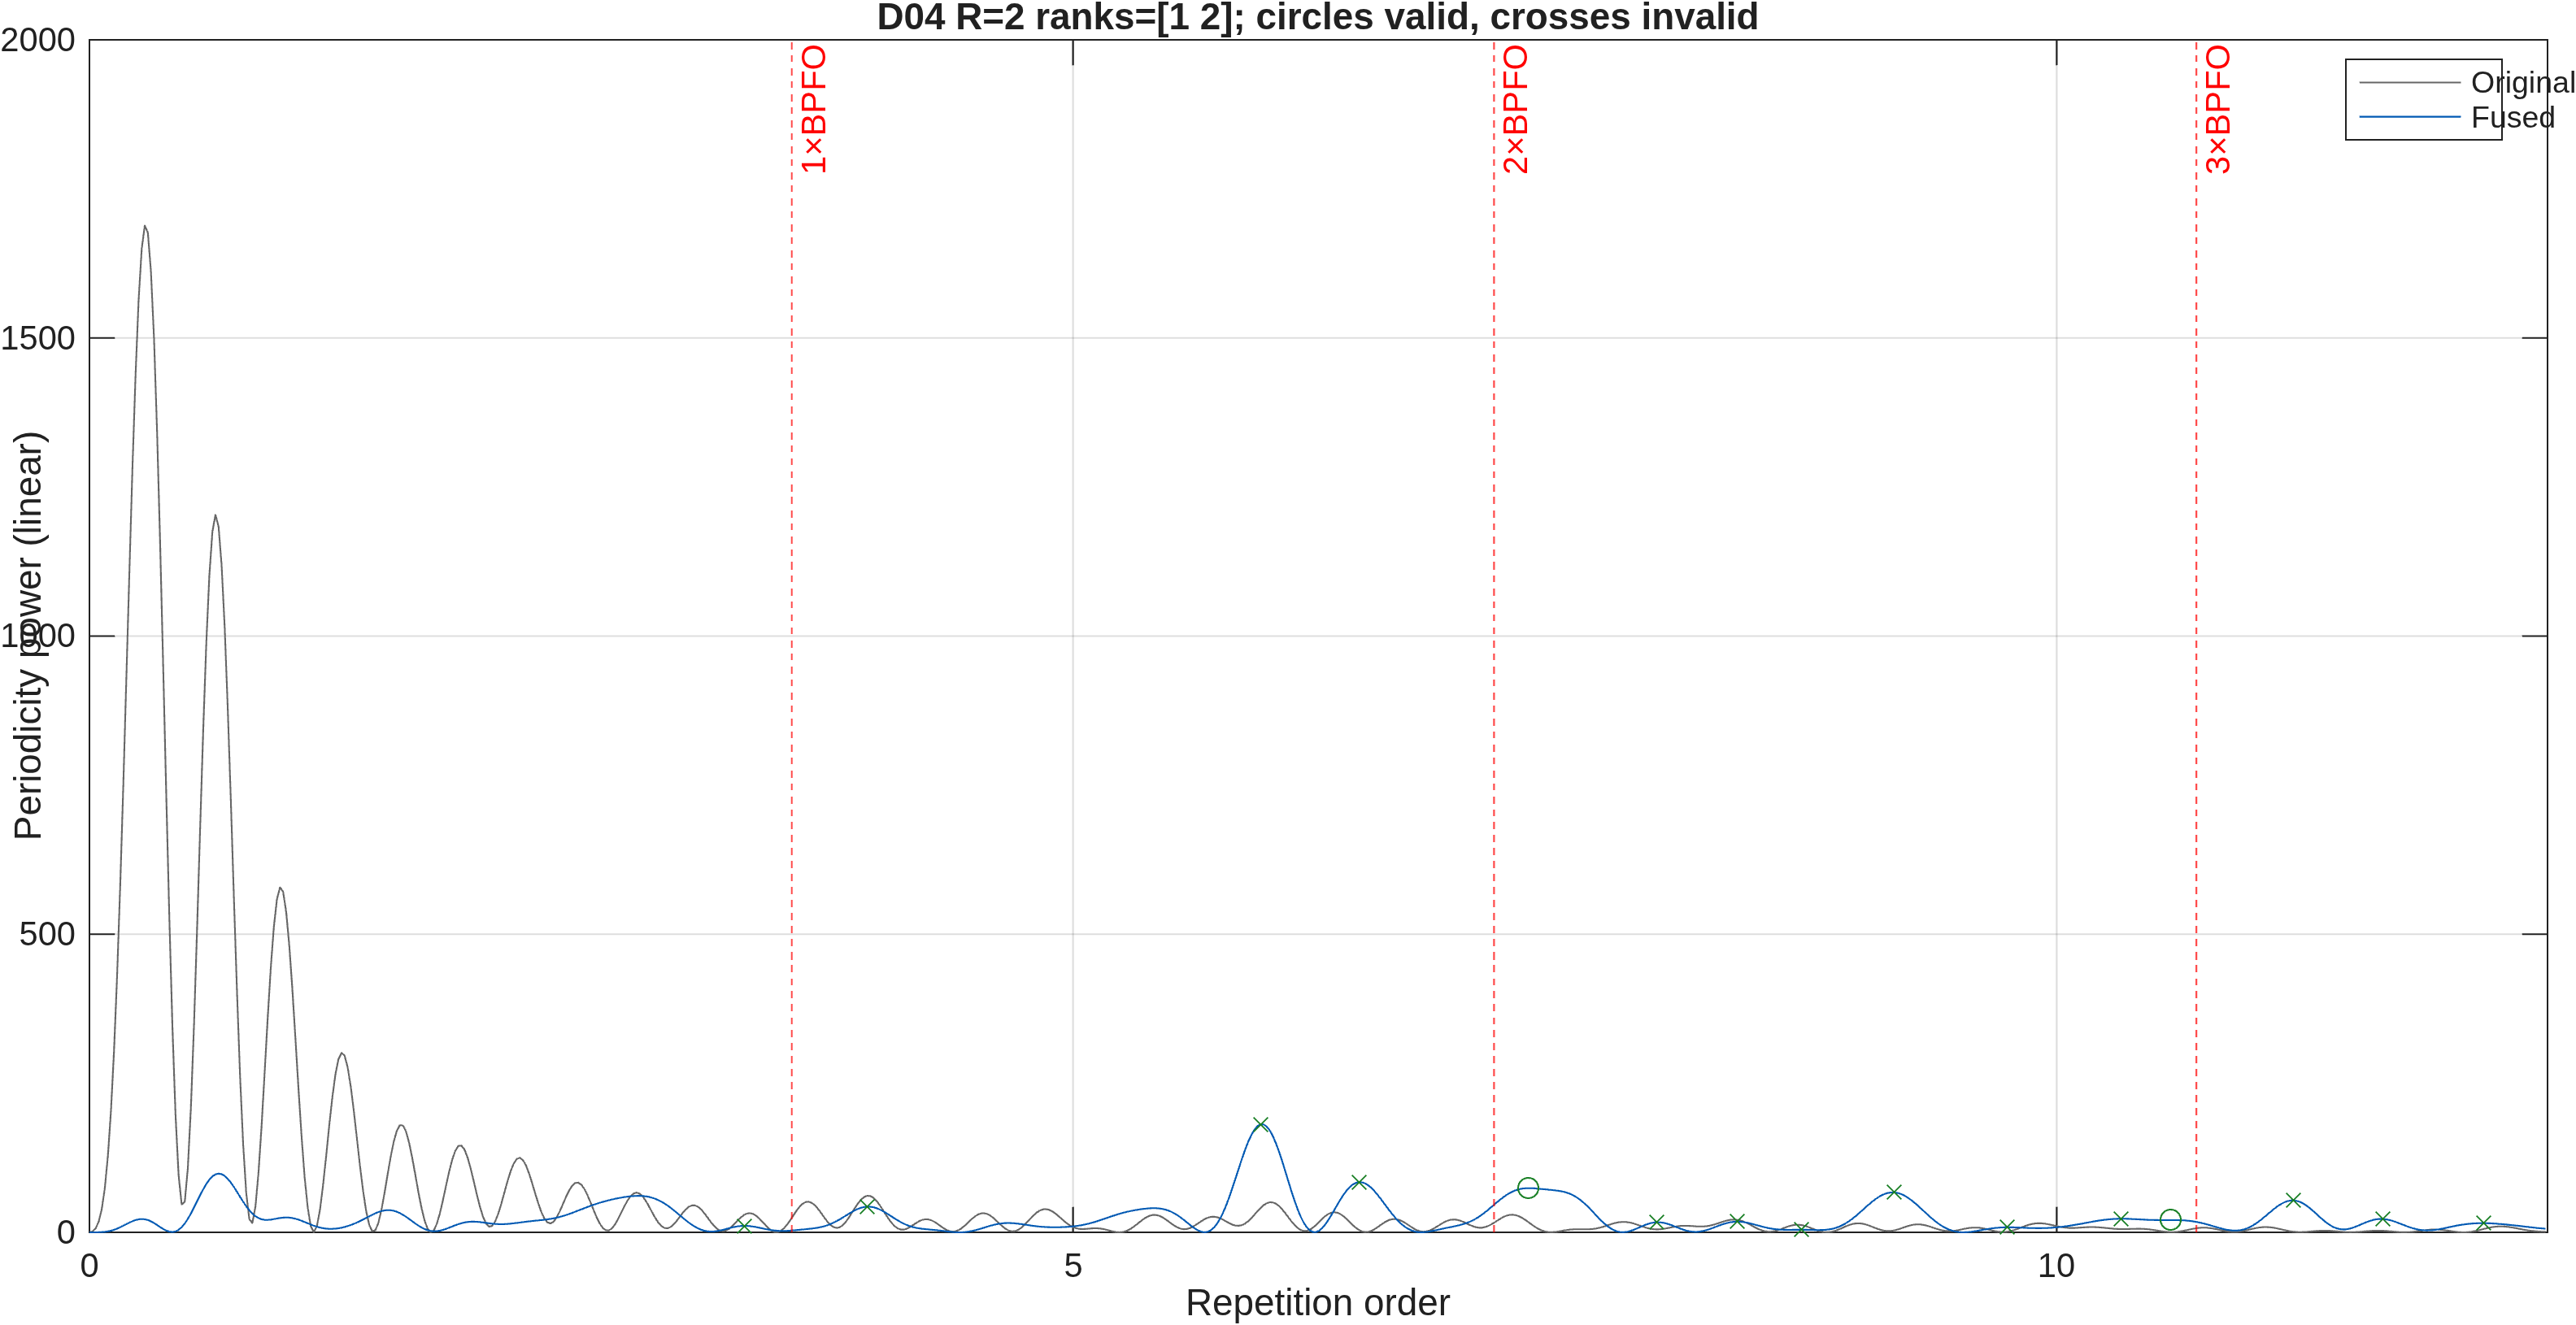 D04 R=2 ranks=[1 2]; circles valid, crosses invalid
2000
1500
1000
500
0
Periodicity power (linear)
1×BPFO
2×BPFO
3×BPFO
Original
Fused
0
5
10
Repetition order